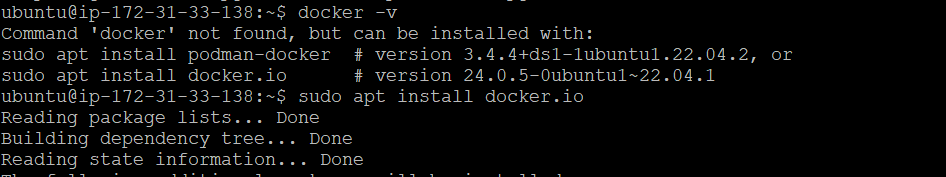 ubuntu@ip-172-31-33-138:~$ docker -v
Command 'docker' not found, but can be installed with:
sudo apt install podman-docker  # version 3.4.4+ds1-1ubuntu1.22.04.2, or
sudo apt install docker.io      # version 24.0.5-0ubuntu1~22.04.1
ubuntu@ip-172-31-33-138:~$ sudo apt install docker.io
Reading package lists... Done
Building dependency tree... Done
Reading state information... Done